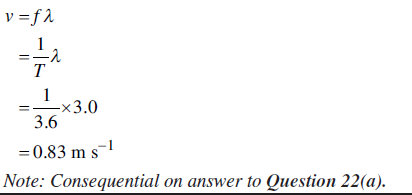 v = fλ
= 1/T λ
= 1/3.6 × 3.0
= 0.83 m s⁻¹
Note: Consequential on answer to Question 22(a).